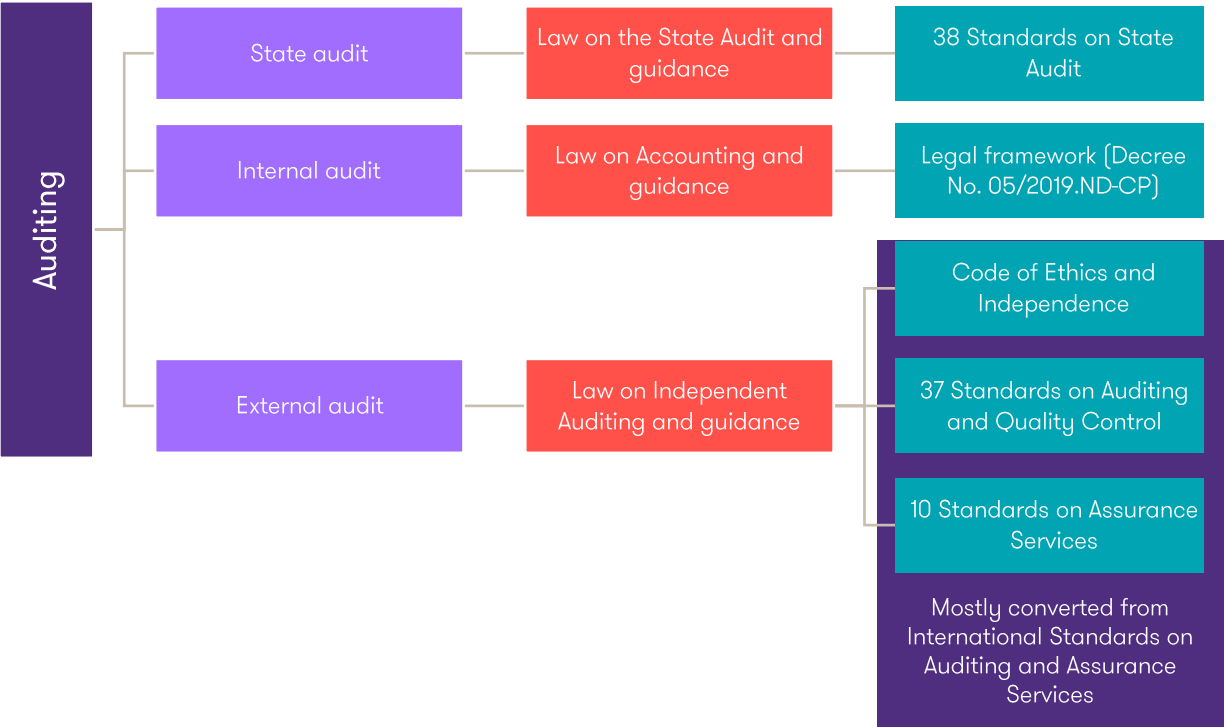 Auditing
State audit
Law on the State Audit and
guidance
38 Standards on State
Audit
Internal audit
Law on Accounting and
guidance
Legal framework (Decree
No. 05/2019.ND-CP)
External audit
Law on Independent
Auditing and guidance
Code of Ethics and
Independence
37 Standards on Auditing
and Quality Control
10 Standards on Assurance
Services
Mostly converted from
International Standards on
Auditing and Assurance
Services